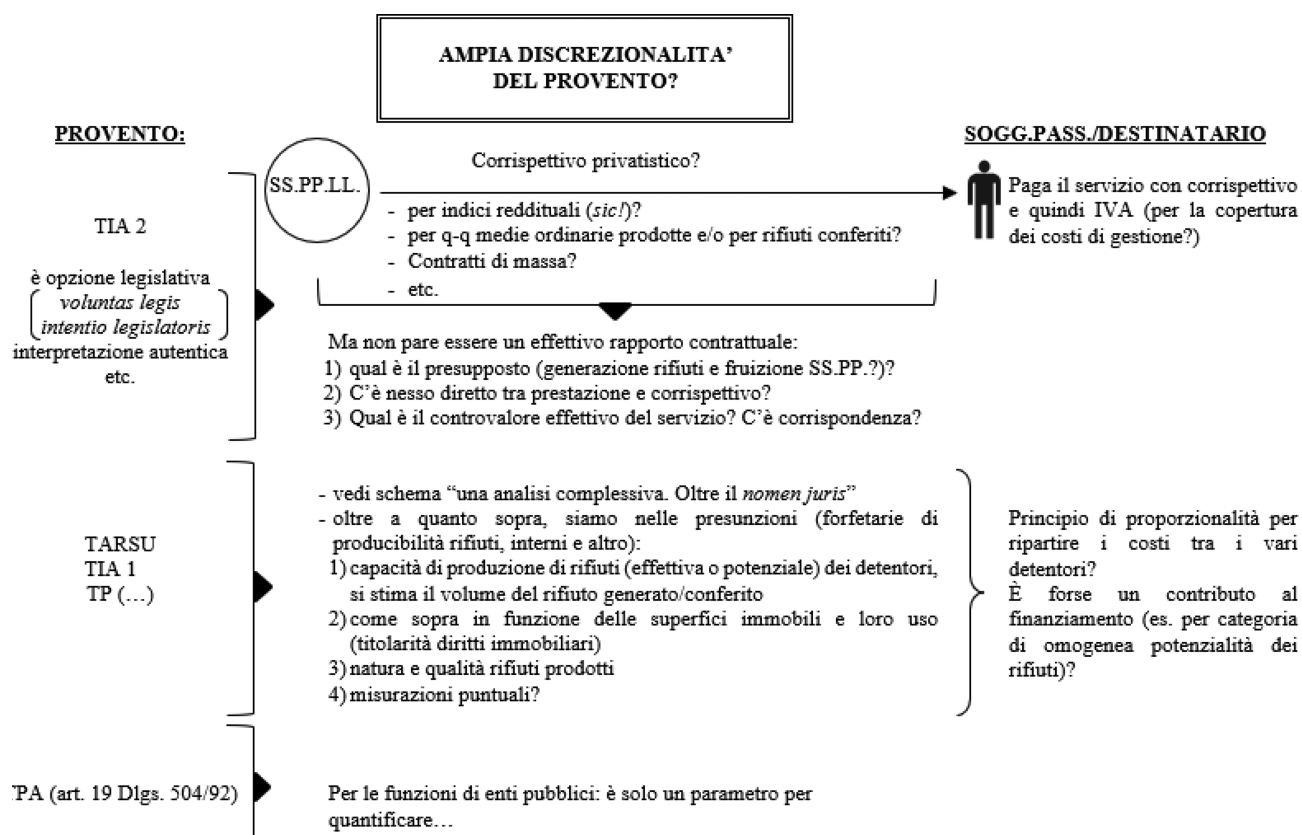 AMPIA DISCREZIONALITA'
DEL PROVENTO?
PROVENTO:
SOGG.PASS./DESTINATARIO
SS.PP.LL.
Corrispettivo privatistico?
- per indici reddituali (sic!)?
- per q-q medie ordinarie prodotte e/o per rifiuti conferiti?
- Contratti di massa?
- etc.
Paga il servizio con corrispettivo
e quindi IVA (per la copertura
dei costi di gestione?)
TIA 2
è opzione legislativa
voluntas legis
intentio legislatoris
interpretazione autentica
etc.
Ma non pare essere un effettivo rapporto contrattuale:
1) qual è il presupposto (generazione rifiuti e fruizione SS.PP.?)?
2) C'è nesso diretto tra prestazione e corrispettivo?
3) Qual è il controvalore effettivo del servizio? C'è corrispondenza?
TARSU
TIA 1
TP (…)
- vedi schema “una analisi complessiva. Oltre il nomen juris”
- oltre a quanto sopra, siamo nelle presunzioni (forfetarie di
producibilità rifiuti, interni e altro):
1) capacità di produzione di rifiuti (effettiva o potenziale) dei detentori,
si stima il volume del rifiuto generato/conferito
2) come sopra in funzione delle superfici immobili e loro uso
(titolarità diritti immobiliari)
3) natura e qualità rifiuti prodotti
4) misurazioni puntuali?
Principio di proporzionalità per
ripartire i costi tra i vari
detentori?
È forse un contributo al
finanziamento (es. per categoria
di omogenea potenzialità dei
rifiuti)?
(art. 19 Dlgs. 504/92)
Per le funzioni di enti pubblici: è solo un parametro per
quantificare…